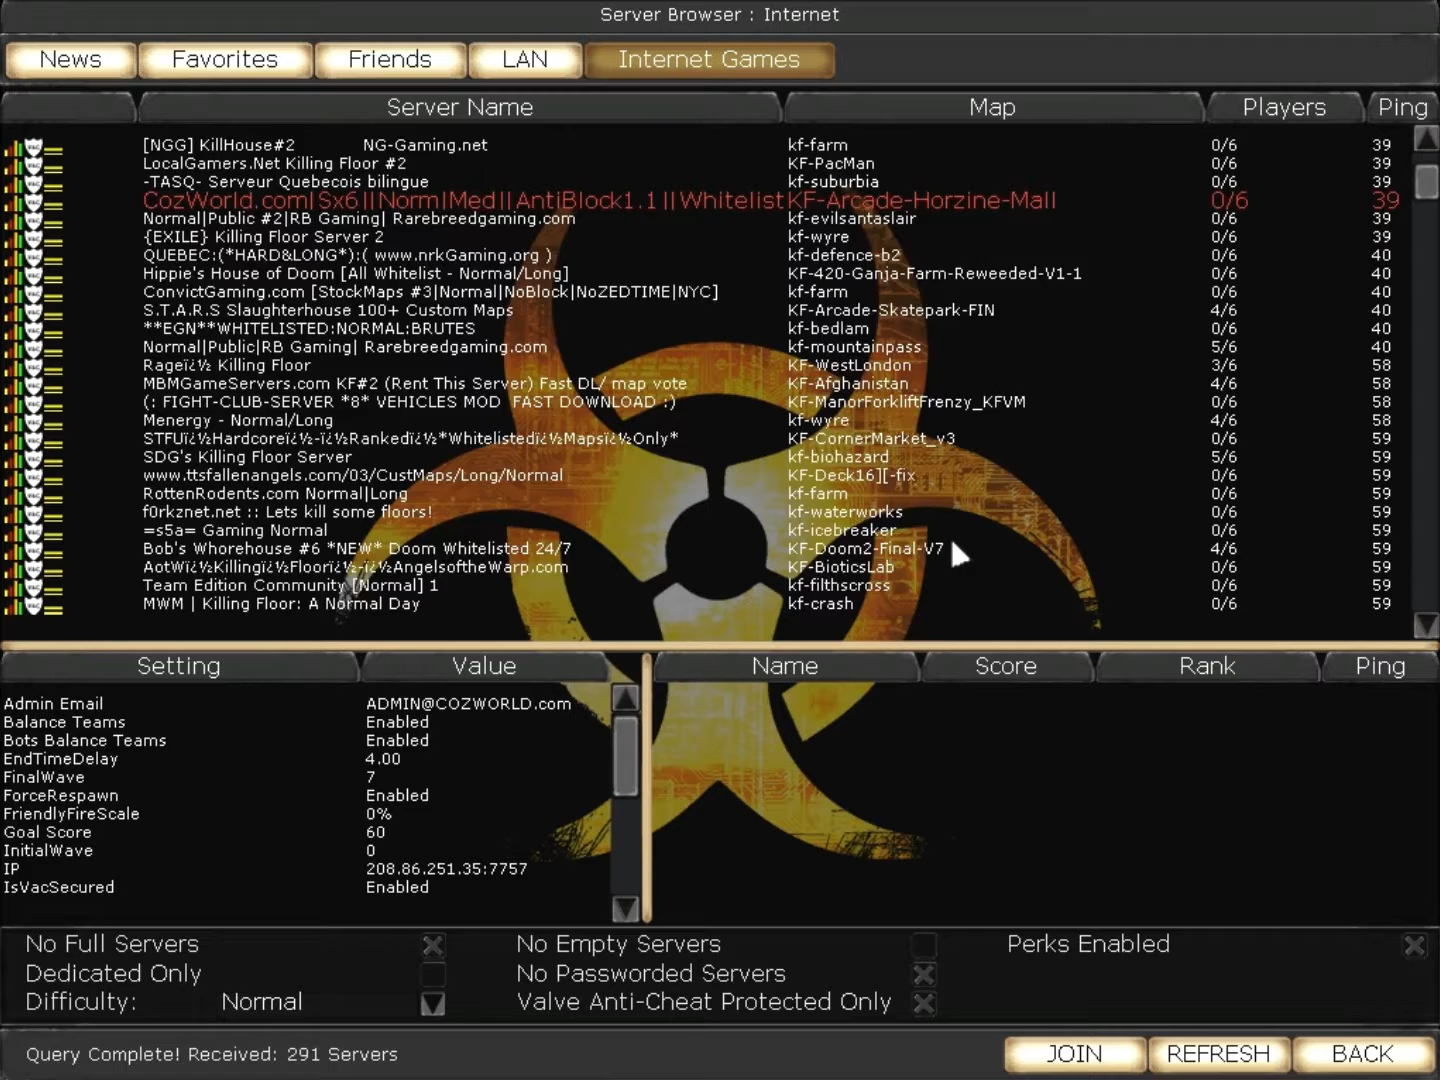 Server Browser : Internet
News Favorites Friends LAN Internet Games
Server Name Map Players Ping
[NGG] KillHouse#2 NG-Gaming.net kf-farm 0/6 39
LocalGamers.Net Killing Floor #2 KF-PacMan 0/6 39
-TASQ- Serveur Quebecois bilingue kf-suburbia 0/6 39
CozWorld.com|Sx6||Norm|Med||AntiBlock1.1||Whitelist KF-Arcade-Horzine-Mall 0/6 39
Normal|Public #2|RB Gaming| Rarebreedgaming.com kf-evilsantaslair 0/6 39
{EXILE} Killing Floor Server 2 kf-wyre 0/6 39
QUEBEC:(*HARD&LONG*):( www.nrkGaming.org ) kf-defence-b2 0/6 40
Hippie's House of Doom [All Whitelist - Normal/Long] KF-420-Ganja-Farm-Reweeded-V1-1 0/6 40
ConvictGaming.com [StockMaps #3|Normal|NoBlock|NoZEDTIME|NYC] kf-farm 0/6 40
S.T.A.R.S Slaughterhouse 100+ Custom Maps KF-Arcade-Skatepark-FIN 4/6 40
**EGN**WHITELISTED:NORMAL:BRUTES kf-bedlam 0/6 40
Normal|Public|RB Gaming| Rarebreedgaming.com kf-mountainpass 5/6 40
Rageï¿½ Killing Floor KF-WestLondon 3/6 58
MBMGameServers.com KF#2 (Rent This Server) Fast DL/ map vote KF-Afghanistan 4/6 58
(: FIGHT-CLUB-SERVER *8* VEHICLES MOD FAST DOWNLOAD :) KF-ManorForkliftFrenzy_KFVM 0/6 58
Menergy - Normal/Long kf-wyre 4/6 58
STFUï¿½Hardcoreï¿½-ï¿½Rankedï¿½*Whitelistedï¿½Mapsï¿½Only* KF-CornerMarket_v3 0/6 59
SDG's Killing Floor Server kf-biohazard 5/6 59
www.ttsfallenangels.com/03/CustMaps/Long/Normal KF-Deck16][-fix 0/6 59
RottenRodents.com Normal|Long kf-farm 0/6 59
f0rkznet.net :: Lets kill some floors! kf-waterworks 0/6 59
=s5a= Gaming Normal kf-icebreaker 0/6 59
Bob's Whorehouse #6 *NEW* Doom Whitelisted 24/7 KF-Doom2-Final-V7 4/6 59
AotWï¿½Killingï¿½Floorï¿½-ï¿½AngelsoftheWarp.com KF-BioticsLab 0/6 59
Team Edition Community [Normal] 1 kf-filthscross 0/6 59
MWM | Killing Floor: A Normal Day kf-crash 0/6 59
Setting Value Name Score Rank Ping
Admin Email ADMIN@COZWORLD.com
Balance Teams Enabled
Bots Balance Teams Enabled
EndTimeDelay 4.00
FinalWave 7
ForceRespawn Enabled
FriendlyFireScale 0%
Goal Score 60
InitialWave 0
IP 208.86.251.35:7757
IsVacSecured Enabled
No Full Servers No Empty Servers Perks Enabled
Dedicated Only No Passworded Servers
Difficulty: Normal Valve Anti-Cheat Protected Only
Query Complete! Received: 291 Servers JOIN REFRESH BACK